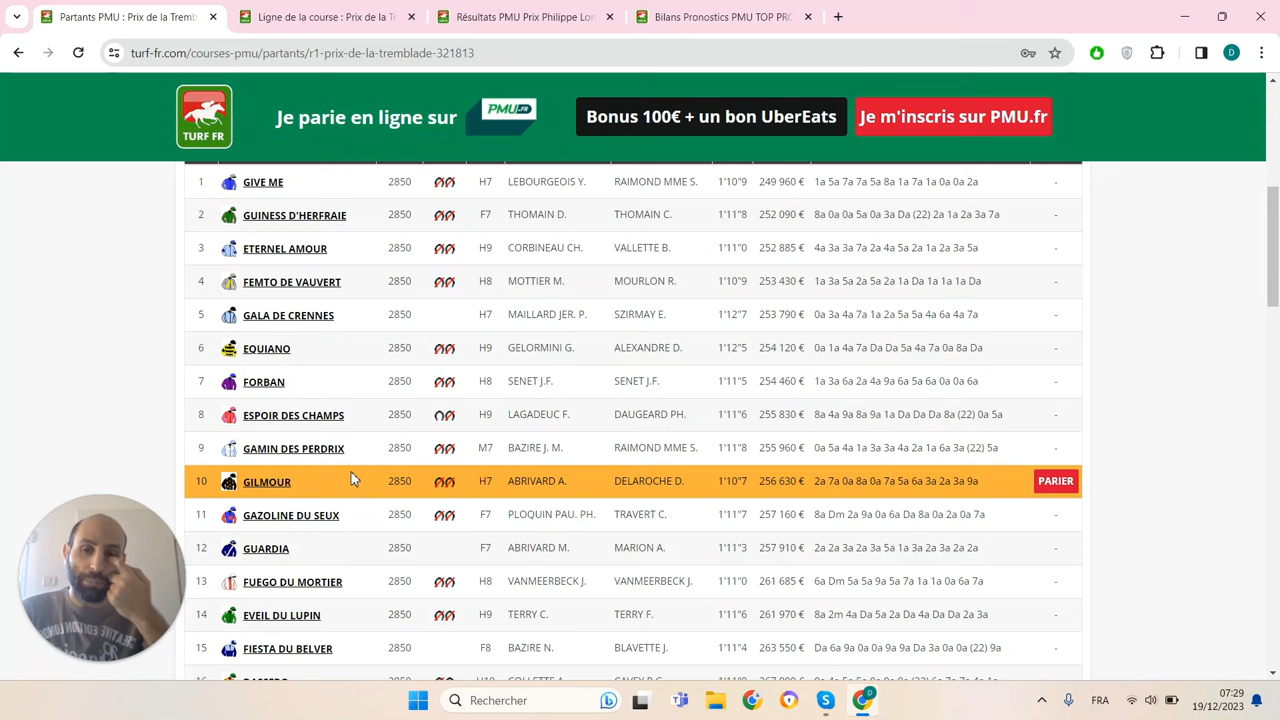 Partants PMU : Prix de la Tremb
Ligne de la course : Prix de la T
Résultats PMU Prix Philippe Lon
Bilans Pronostics PMU TOP PRO
turf-fr.com/courses-pmu/partants/r1-prix-de-la-tremblade-321813
D
TURF FR
Je parie en ligne sur
PMU.fr
Bonus 100€ + un bon UberEats
Je m'inscris sur PMU.fr
1 GIVE ME 2850 H7 LEBOURGEOIS Y. RAIMOND MME S. 1'10"9 249 960 € 1a 5a 7a 7a 5a 8a 1a 7a 1a 0a 0a 2a -
2 GUINESS D'HERFRAIE 2850 F7 THOMAIN D. THOMAIN C. 1'11"8 252 090 € 8a 0a 0a 5a 0a 3a Da (22) 2a 1a 2a 3a 7a -
3 ETERNEL AMOUR 2850 H9 CORBINEAU CH. VALLETTE B. 1'11"0 252 885 € 4a 3a 3a 7a 2a 4a 5a 2a 1a 2a 3a 5a -
4 FEMTO DE VAUVERT 2850 H8 MOTTIER M. MOURLON R. 1'10"9 253 430 € 1a 3a 5a 2a 5a 2a 1a Da 1a 1a 1a Da -
5 GALA DE CRENNES 2850 H7 MAILLARD JER. P. SZIRMAY E. 1'12"7 253 790 € 0a 3a 4a 7a 1a 2a 5a 5a 4a 6a 4a 7a -
6 EQUIANO 2850 H9 GELORMINI G. ALEXANDRE D. 1'12"5 254 120 € 0a 1a 4a 7a Da Da 5a 4a 7a 0a 8a Da -
7 FORBAN 2850 H8 SENET J.F. SENET J.F. 1'11"5 254 460 € 1a 3a 6a 2a 4a 9a 6a 5a 0a 0a 0a 6a -
8 ESPOIR DES CHAMPS 2850 H9 LAGADEUC F. DAUGEARD PH. 1'11"6 255 830 € 8a 4a 9a 8a 9a 1a Da Da Da 8a (22) 0a 5a -
9 GAMIN DES PERDRIX 2850 M7 BAZIRE J. M. RAIMOND MME S. 1'11"8 255 960 € 0a 5a 4a 1a 3a 3a 4a 2a 1a 6a 3a (22) 5a -
10 GILMOUR 2850 H7 ABRIVARD A. DELAROCHE D. 1'10"7 256 630 € 2a 7a 0a 8a 0a 7a 5a 6a 3a 2a 3a 9a PARIER
11 GAZOLINE DU SEUX 2850 F7 PLOQUIN PAU. PH. TRAVERT C. 1'11"7 257 160 € 8a Dm 2a 9a 0a 6a Da 8a 0a 2a 0a 7a -
12 GUARDIA 2850 F7 ABRIVARD M. MARION A. 1'11"3 257 910 € 2a 2a 3a 2a 3a 5a 1a 3a 2a 3a 2a 2a -
13 FUEGO DU MORTIER 2850 H8 VANMEERBECK J. VANMEERBECK J. 1'11"0 261 685 € 6a Dm 5a 5a 9a 5a 7a 1a 1a 0a 6a 7a -
14 EVEIL DU LUPIN 2850 H9 TERRY C. TERRY F. 1'11"6 261 970 € 8a 2m 4a Da 5a 2a Da 4a Da Da 2a 3a -
15 FIESTA DU BELVER 2850 F8 BAZIRE N. BLAVETTE J. 1'11"4 263 550 € Da 6a 9a 0a 0a 9a 9a Da 0a 0a (22) 9a -
Rechercher
FRA
07:29
19/12/2023